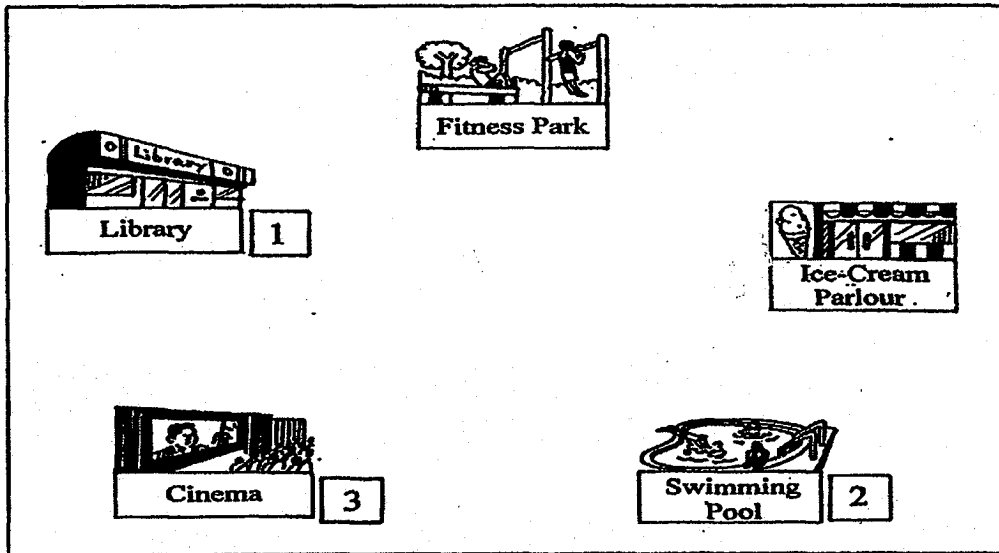 Fitness Park
Library
Library
1
Ice-Cream
Parlour
Cinema
3
Swimming
Pool
2